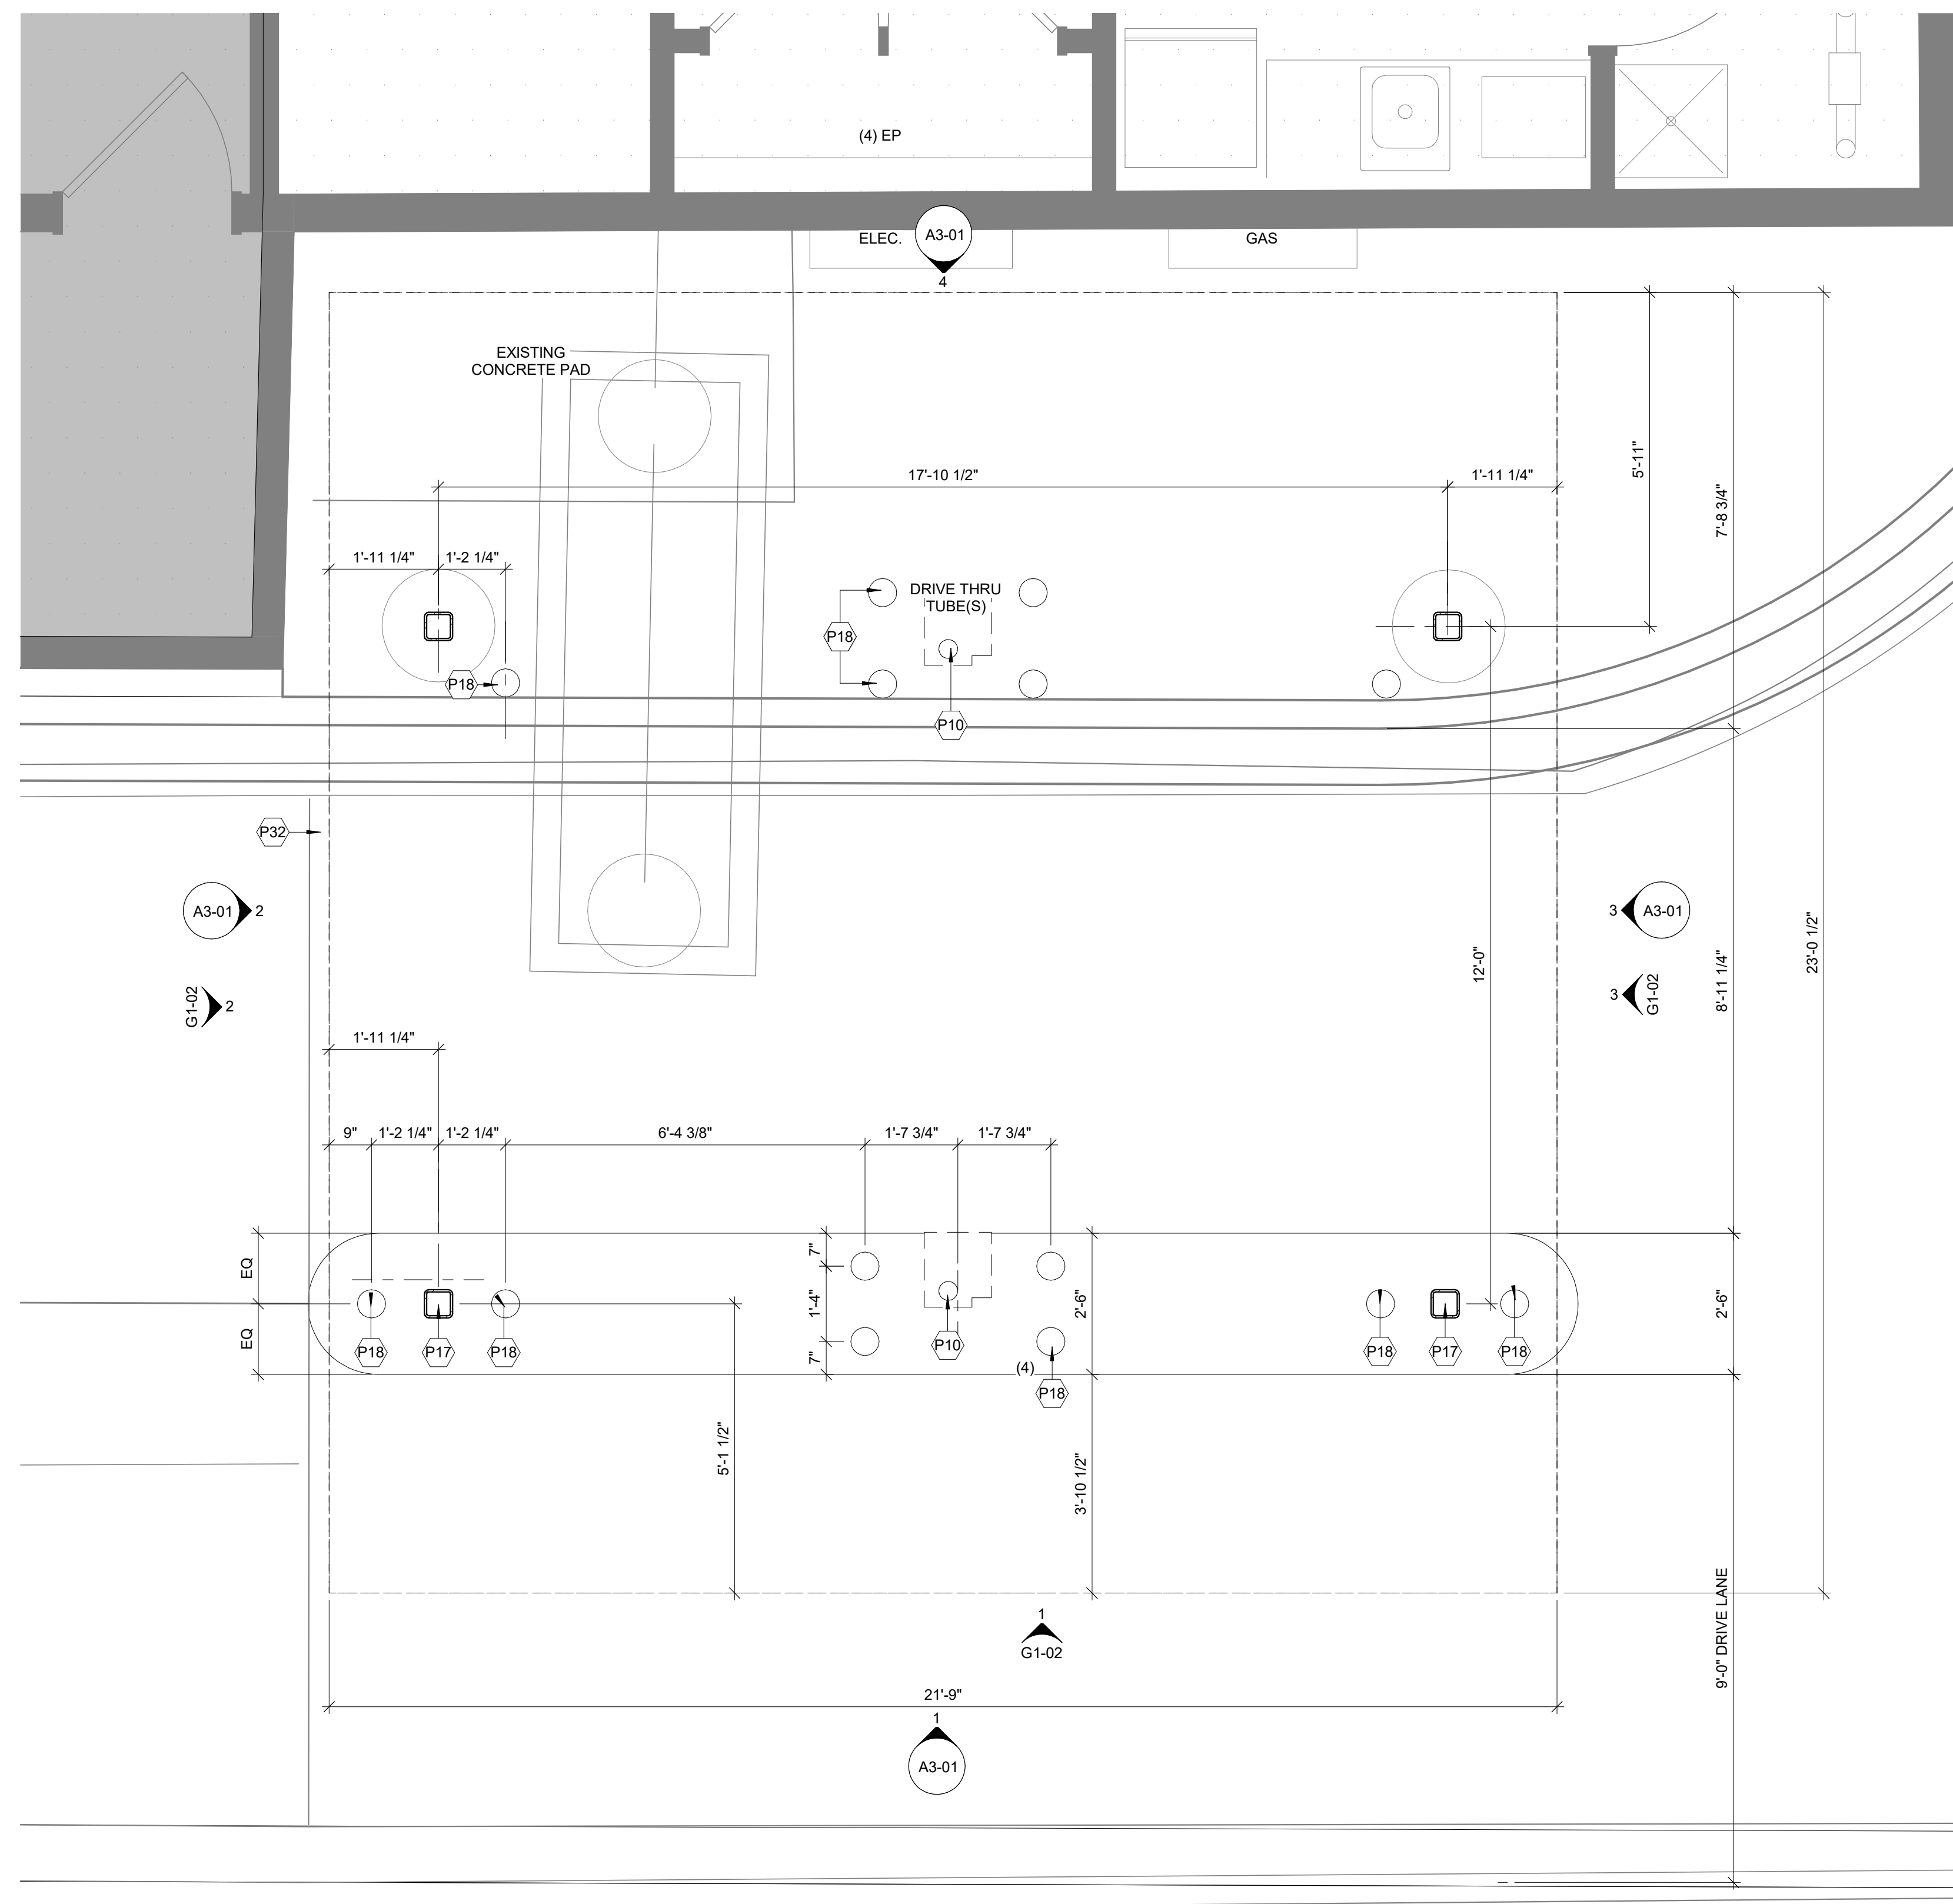 (4) EP
ELEC.
A3-01
GAS
4
EXISTING
CONCRETE PAD
17'-10 1/2"
1'-11 1/4"
5'-11"
7'-8 3/4"
1'-11 1/4"
1'-2 1/4"
DRIVE THRU
TUBE(S)
P18
P18
P10
P32
A3-01
2
3
A3-01
G1-02
2
3
G1-02
12'-0"
8'-11 1/4"
23'-0 1/2"
1'-11 1/4"
9"
1'-2 1/4"
1'-2 1/4"
6'-4 3/8"
1'-7 3/4"
1'-7 3/4"
EQ
EQ
7"
1'-4"
7"
2'-6"
2'-6"
P18
P17
P18
P10
P18
P17
P18
(4)
P18
5'-1 1/2"
3'-10 1/2"
9'-0" DRIVE LANE
1
G1-02
21'-9"
1
A3-01